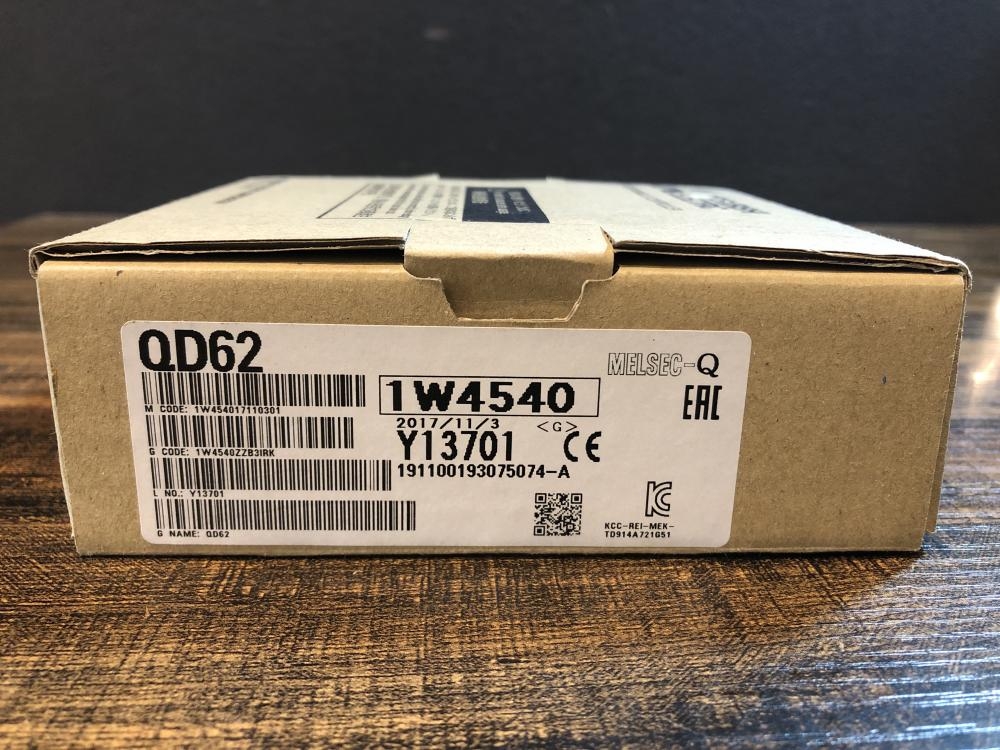 QD62
MELSEC-Q
1W4540
M CODE: 1W454017110301
2017/11/3 <G>
Y13701 CE
EAC
G CODE: 1W4540ZZB3IRK
191100193075074-A
L NO.: Y13701
G NAME: QD62
KCC-REI-MEK-
TD914A721G51